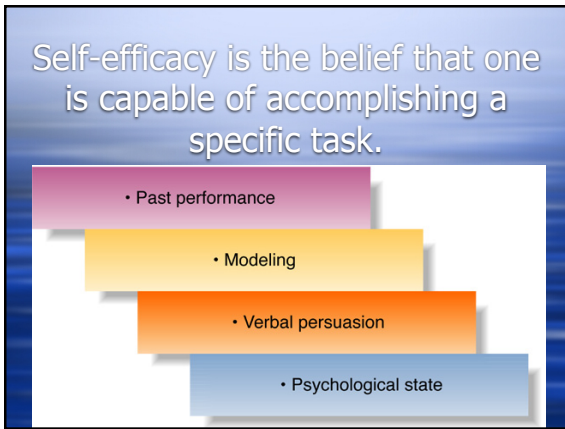 Self-efficacy is the belief that one
is capable of accomplishing a
specific task.
• Past performance
• Modeling
• Verbal persuasion
• Psychological state